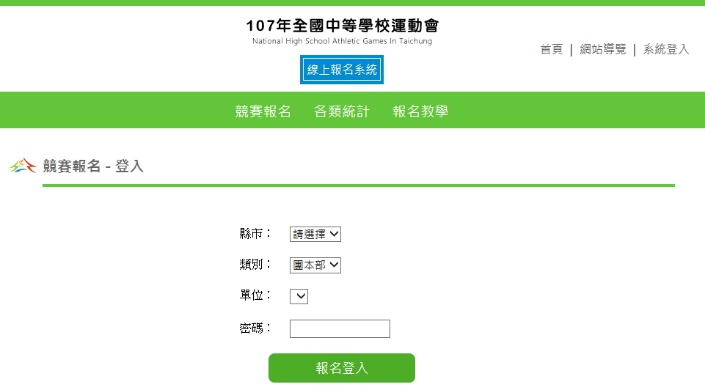 107年全國中等學校運動會
National High School Athletic Games In Taichung
線上報名系統
首頁 | 網站導覽 | 系統登入
競賽報名 各類統計 報名教學
競賽報名 - 登入
縣市： 請選擇
類別： 團本部
單位：
密碼：
報名登入